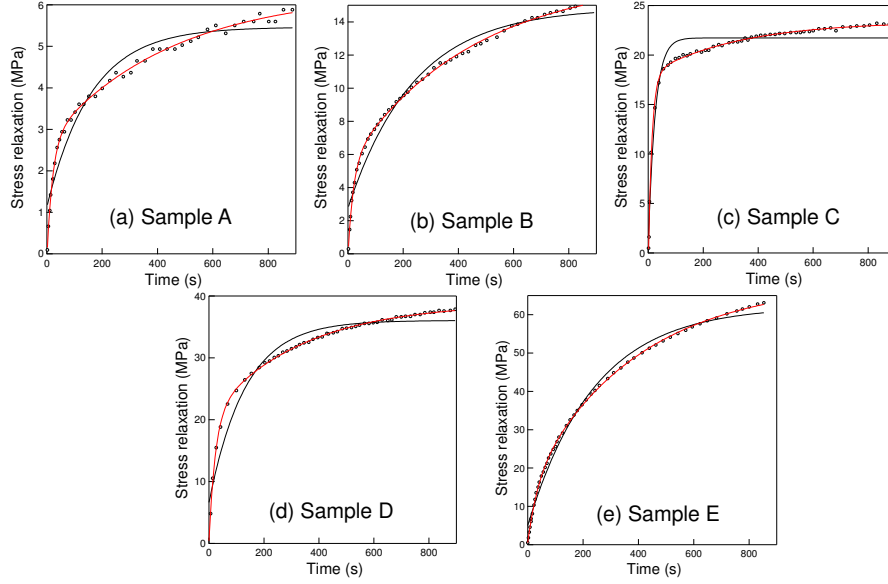 6
5
4
3
2
1
0
0 200 400 600 800
Stress relaxation (MPa)
Time (s)
(a) Sample A
14
12
10
8
6
4
2
0
0 200 400 600 800
Stress relaxation (MPa)
Time (s)
(b) Sample B
25
20
15
10
5
0
0 200 400 600 800
Stress relaxation (MPa)
Time (s)
(c) Sample C
40
30
20
10
0
0 200 400 600 800
Stress relaxation (MPa)
Time (s)
(d) Sample D
60
50
40
30
20
10
0
0 200 400 600 800
Stress relaxation (MPa)
Time (s)
(e) Sample E